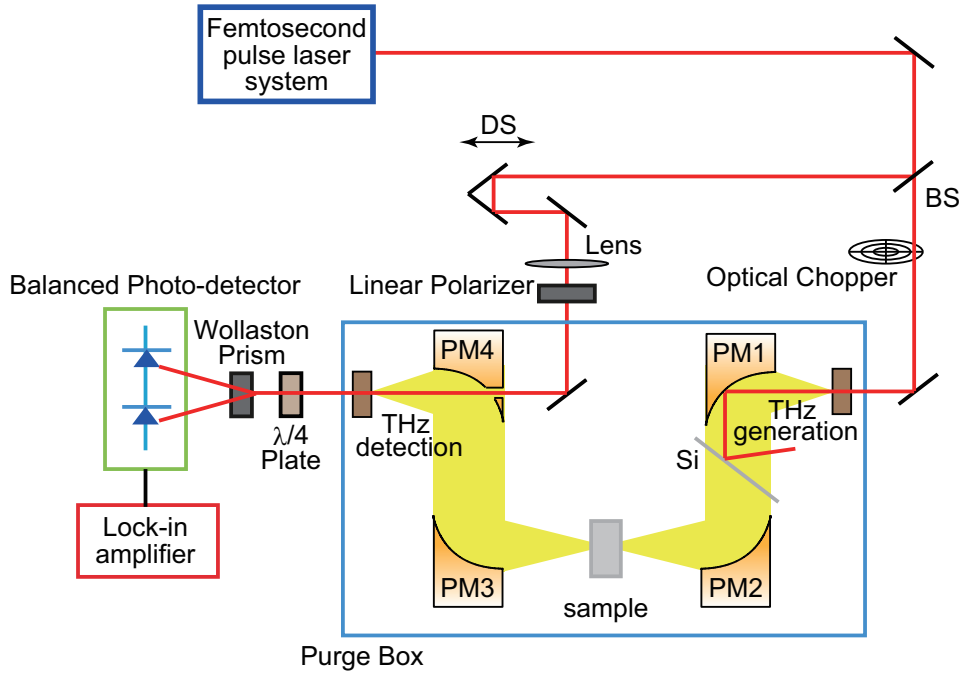 Femtosecond
pulse laser
system
DS
BS
Lens
Optical Chopper
Linear Polarizer
Balanced Photo-detector
Wollaston
Prism
PM4
PM1
THz
detection
THz
generation
λ/4
Plate
Si
Lock-in
amplifier
PM3
PM2
sample
Purge Box